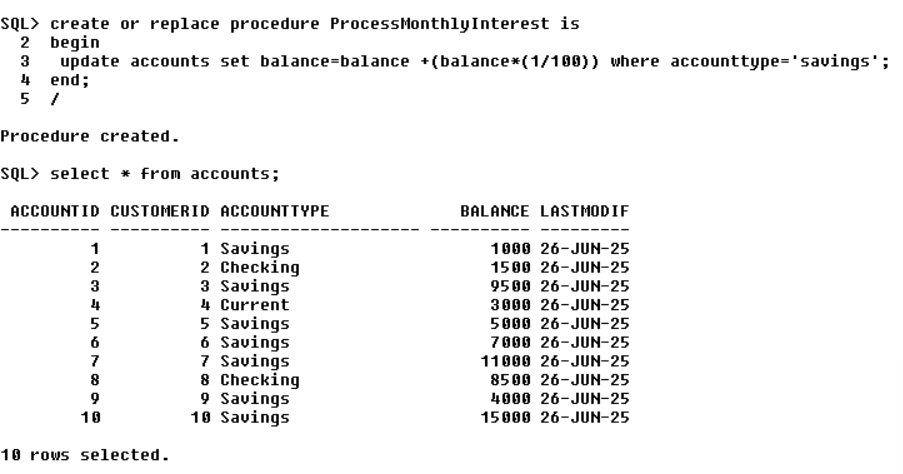 SQL> create or replace procedure ProcessMonthlyInterest is
  2  begin
  3   update accounts set balance=balance +(balance*(1/100)) where accounttype='savings';
  4  end;
  5  /
Procedure created.
SQL> select * from accounts;
 ACCOUNTID CUSTOMERID ACCOUNTTYPE             BALANCE LASTMODIF
---------- ---------- -------------------- ---------- ---------
         1          1 Savings                    1000 26-JUN-25
         2          2 Checking                   1500 26-JUN-25
         3          3 Savings                    9500 26-JUN-25
         4          4 Current                    3000 26-JUN-25
         5          5 Savings                    5000 26-JUN-25
         6          6 Savings                    7000 26-JUN-25
         7          7 Savings                   11000 26-JUN-25
         8          8 Checking                   8500 26-JUN-25
         9          9 Savings                    4000 26-JUN-25
        10         10 Savings                   15000 26-JUN-25
10 rows selected.